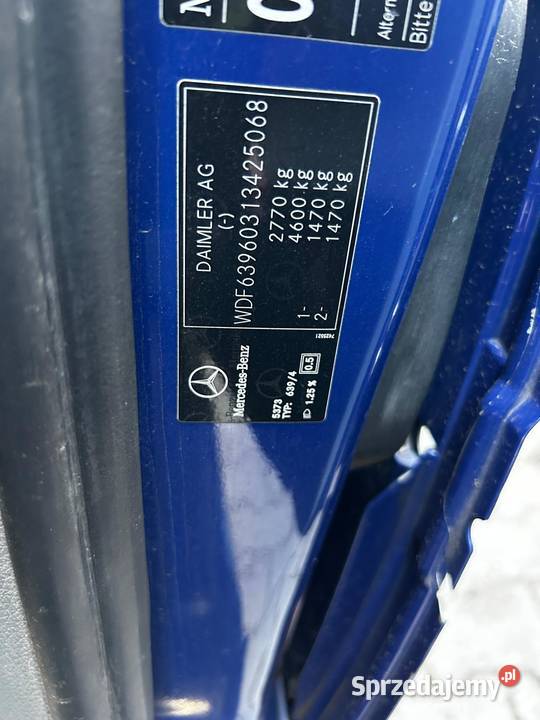 DAIMLER AG
(-)
WDF63960313425068
2770 kg
4600 kg
1- 1470 kg
2- 1470 kg
Mercedes-Benz
5373
TYP: 639/4
1.25 %
0.5
Bitte
Sprzedajemy.pl